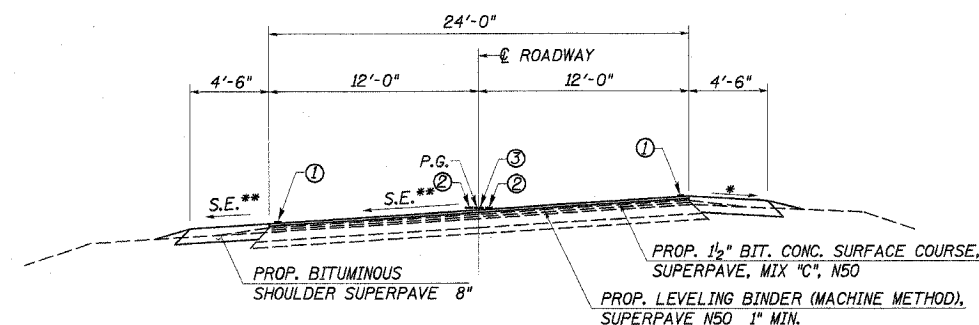 24'-0"
℄ ROADWAY
4'-6" 12'-0" 12'-0" 4'-6"
P.G. ③ ①
① ② ② *
S.E.** S.E.**
PROP. BITUMINOUS
SHOULDER SUPERPAVE 8"
PROP. 1½" BIT. CONC. SURFACE COURSE,
SUPERPAVE, MIX "C", N50
PROP. LEVELING BINDER (MACHINE METHOD),
SUPERPAVE N50 1" MIN.